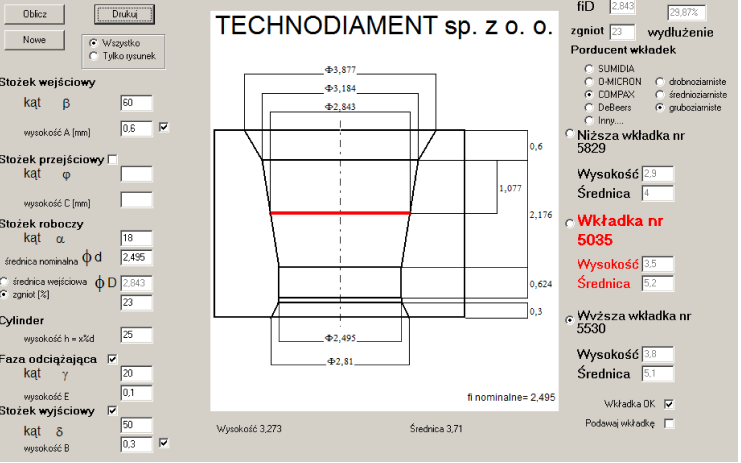 Oblicz
Drukuj
Nowe
Wszystko
Tylko rysunek
Stożek wejściowy
kąt β 60
wysokość A [mm] 0,6
Stożek przejściowy
kąt φ
wysokość C [mm]
Stożek roboczy
kąt α 18
średnica nominalna ϕ d 2,495
średnica wejściowa ϕ D 2,843
zgniot [%] 23
Cylinder
wysokość h = x%d 25
Faza odciążająca
kąt γ 20
wysokość E 0,1
Stożek wyjściowy
kąt δ 50
wysokość B 0,3
TECHNODIAMENT sp. z o. o.
Φ3,877
Φ3,184
Φ2,843
0,6
1,077
2,176
0,624
0,3
Φ2,495
Φ2,81
fi nominalne= 2,495
Wysokość 3,273
Średnica 3,71
fiD 2,843 29,87%
zgniot 23 wydłużenie
Porducent wkładek
SUMIDIA
O-MICRON drobnoziarniste
COMPAX średnioziarniste
DeBeers gruboziarniste
Inny....
Niższa wkładka nr
5829
Wysokość 2,9
Średnica 4
Wkładka nr
5035
Wysokość 3,5
Średnica 5,2
Wyższa wkładka nr
5530
Wysokość 3,8
Średnica 5,1
Wkładka OK
Podawaj wkładkę